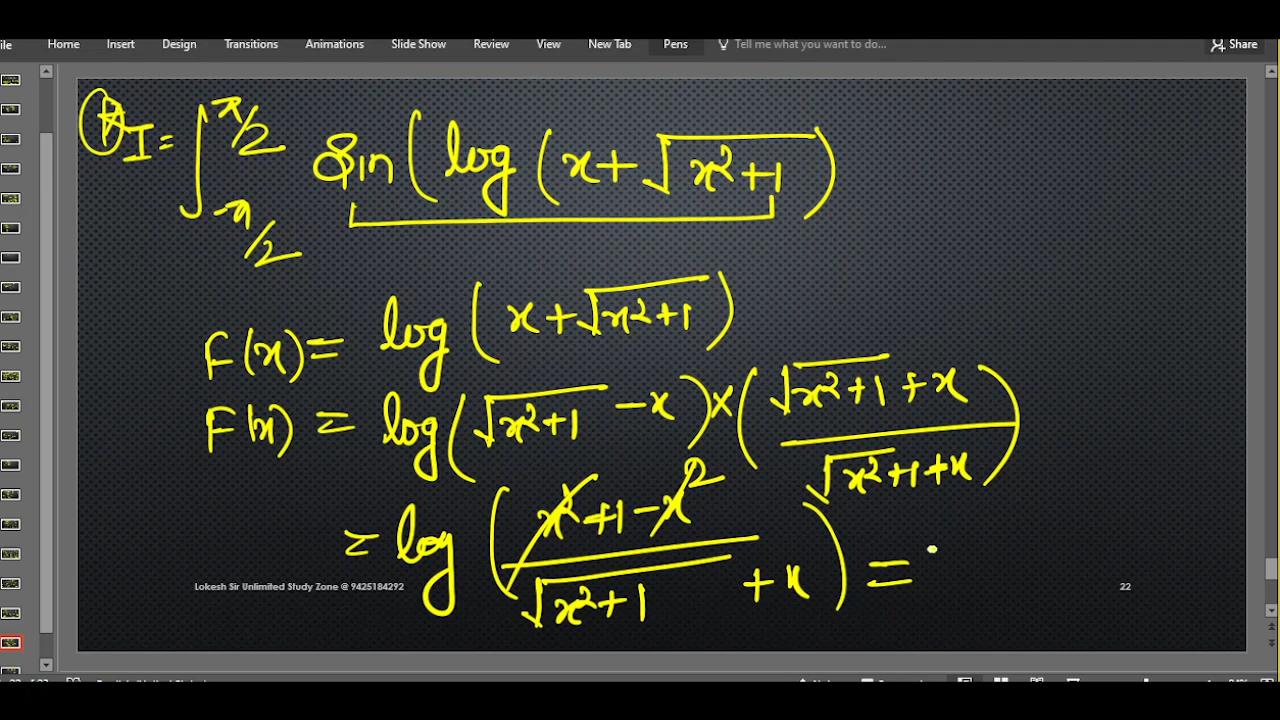 File Home Insert Design Transitions Animations Slide Show Review View New Tab Pens Tell me what you want to do... Share
I = ∫_{-π/2}^{π/2} Sin(log(x+√(x²+1))
F(x) = log(x+√(x²+1))
F(x) = log(√(x²+1) -x)×(√(x²+1) +x / √(x²+1+x)
= log(x²+1-x² / √(x²+1) +x) =
Lokesh Sir Unlimited Study Zone @ 9425184292
22